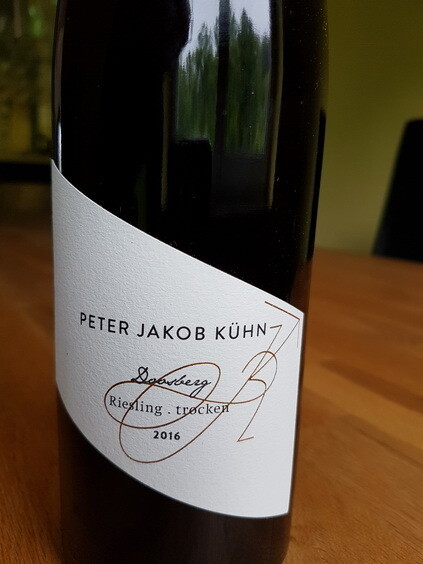 PETER JAKOB KÜHN
Doosberg
Riesling . trocken
2016